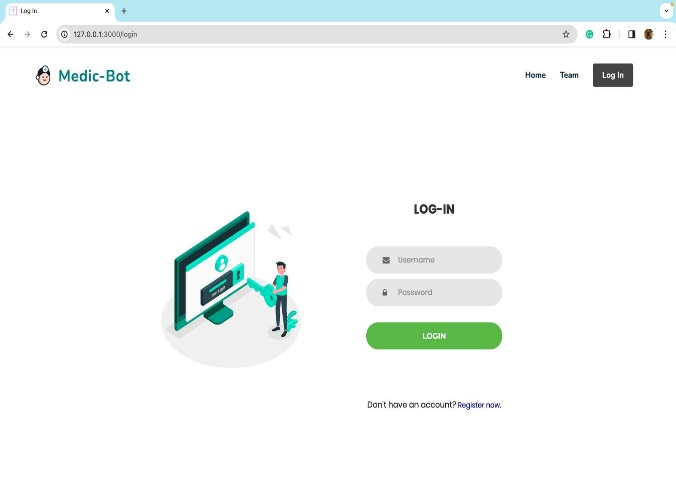 Log In
127.0.0.1:3000/login
Medic-Bot
Home Team Log In
LOG-IN
Username
Password
LOGIN
Don't have an account? Register now.